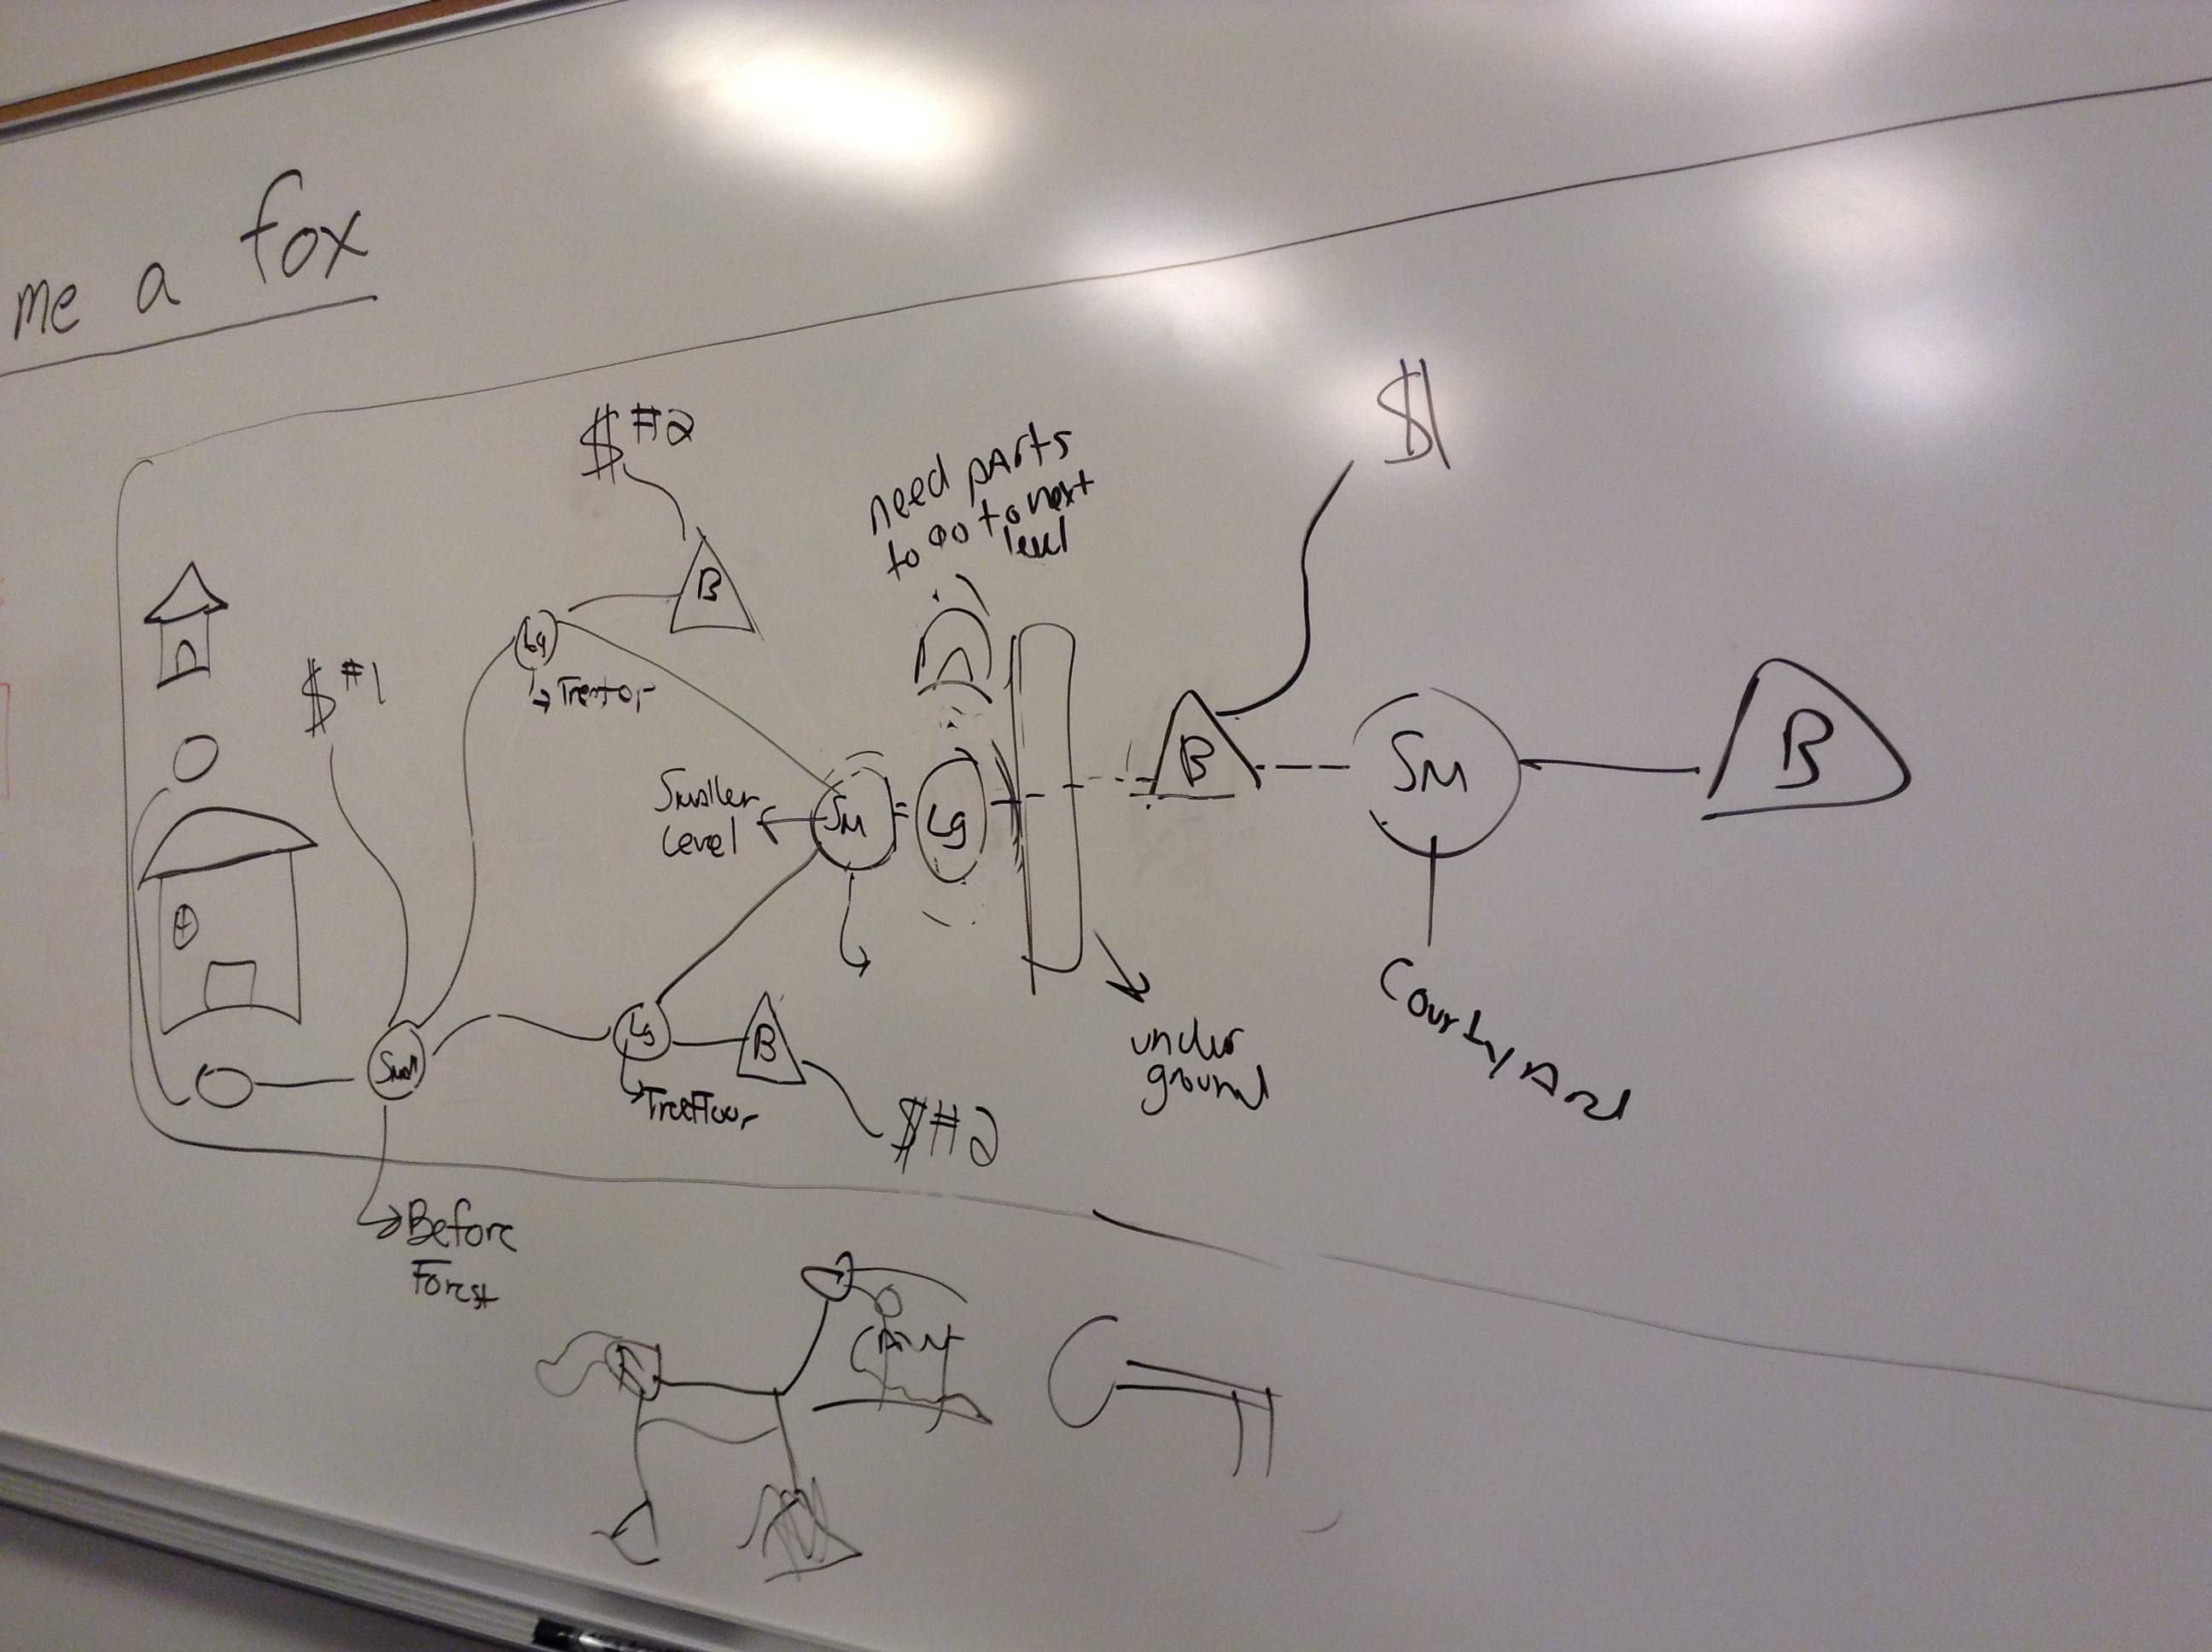 me a fox
$ #2
$1
need parts
to go to next
level
B
Lg
Treetop
$ #1
B
SM
B
Smaller
Level
SM
Lg
Small
Lg
B
TreeFloor
$ #2
under
ground
Courtyard
Before
Forest